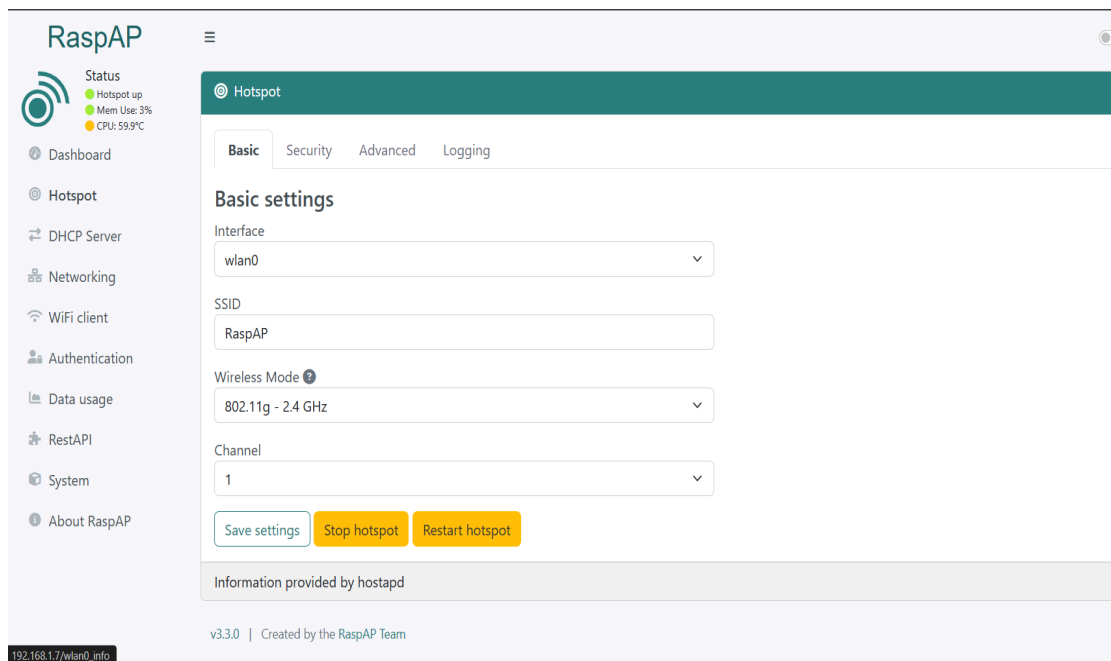 RaspAP
Status
Hotspot up
Mem Use: 3%
CPU: 59.9°C
Dashboard
Hotspot
DHCP Server
Networking
WiFi client
Authentication
Data usage
RestAPI
System
About RaspAP
Hotspot
Basic Security Advanced Logging
Basic settings
Interface
wlan0
SSID
RaspAP
Wireless Mode ?
802.11g - 2.4 GHz
Channel
1
Save settings Stop hotspot Restart hotspot
Information provided by hostapd
v3.3.0 | Created by the RaspAP Team
192.168.1.7/wlan0_info